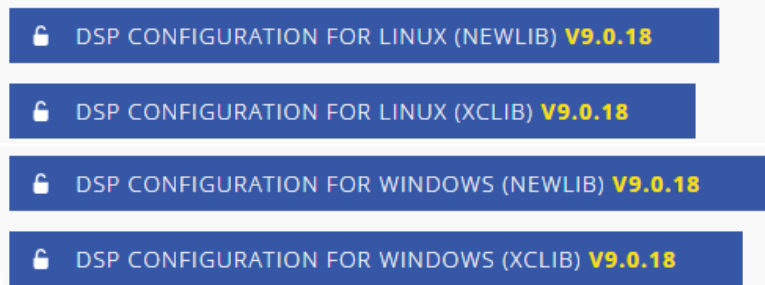 DSP CONFIGURATION FOR LINUX (NEWLIB) V9.0.18
DSP CONFIGURATION FOR LINUX (XCLIB) V9.0.18
DSP CONFIGURATION FOR WINDOWS (NEWLIB) V9.0.18
DSP CONFIGURATION FOR WINDOWS (XCLIB) V9.0.18